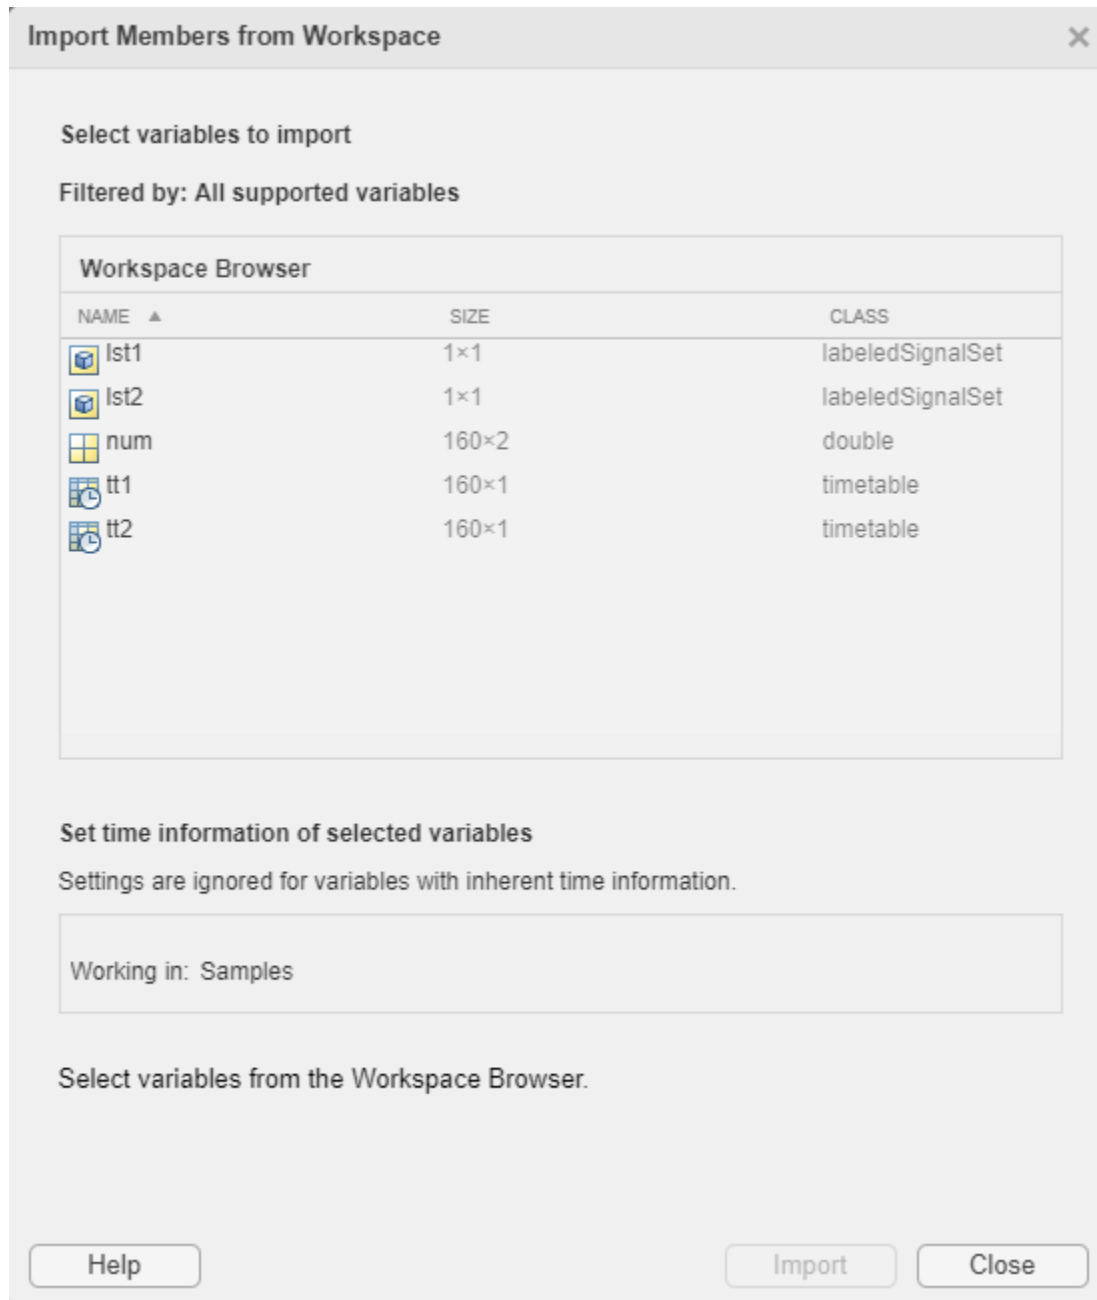 Import Members from Workspace
Select variables to import
Filtered by: All supported variables
Workspace Browser
NAME ▲ SIZE CLASS
lst1 1×1 labeledSignalSet
lst2 1×1 labeledSignalSet
num 160×2 double
tt1 160×1 timetable
tt2 160×1 timetable
Set time information of selected variables
Settings are ignored for variables with inherent time information.
Working in: Samples
Select variables from the Workspace Browser.
Help Import Close